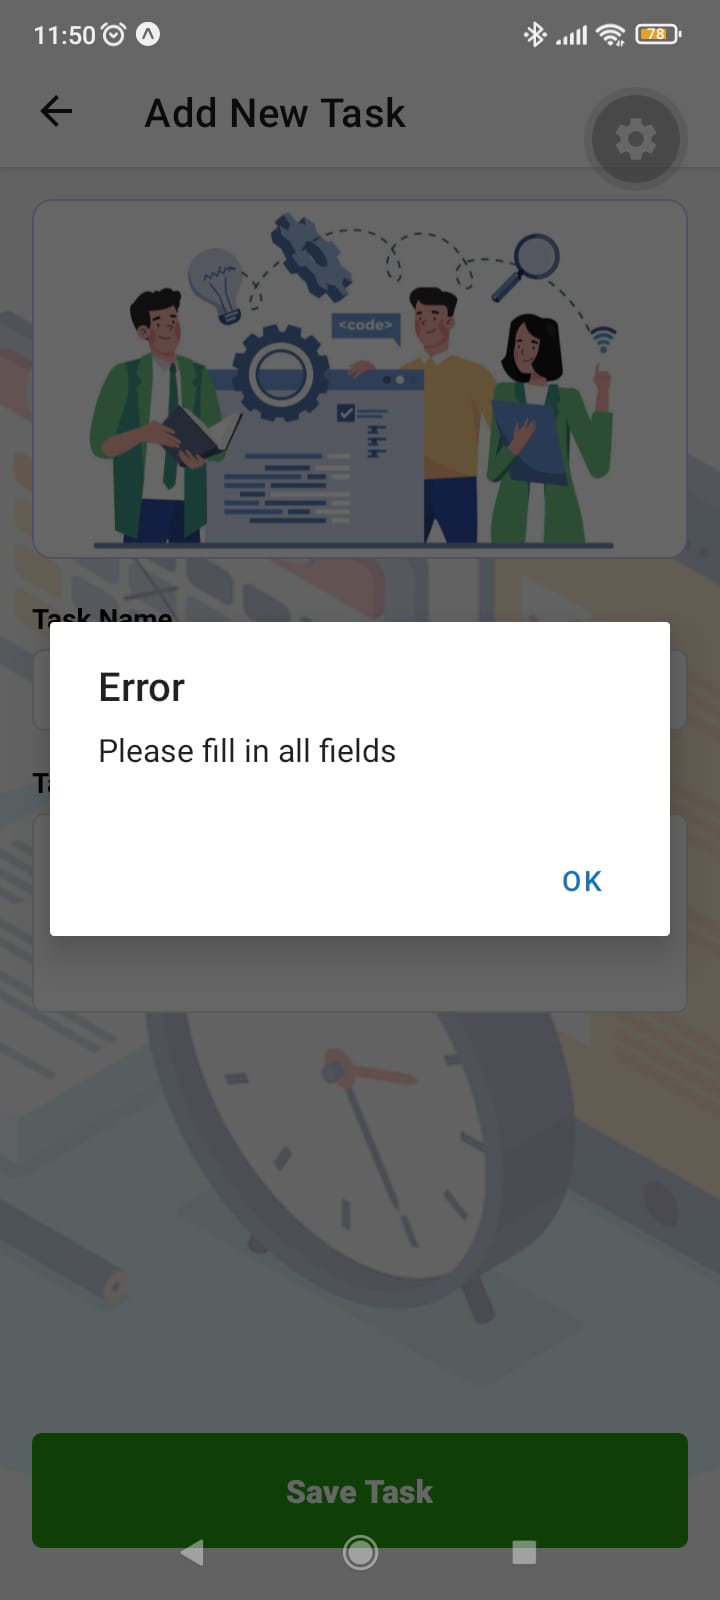 11:50
78
Add New Task
<code>
Task Name
Error
Please fill in all fields
OK
Save Task